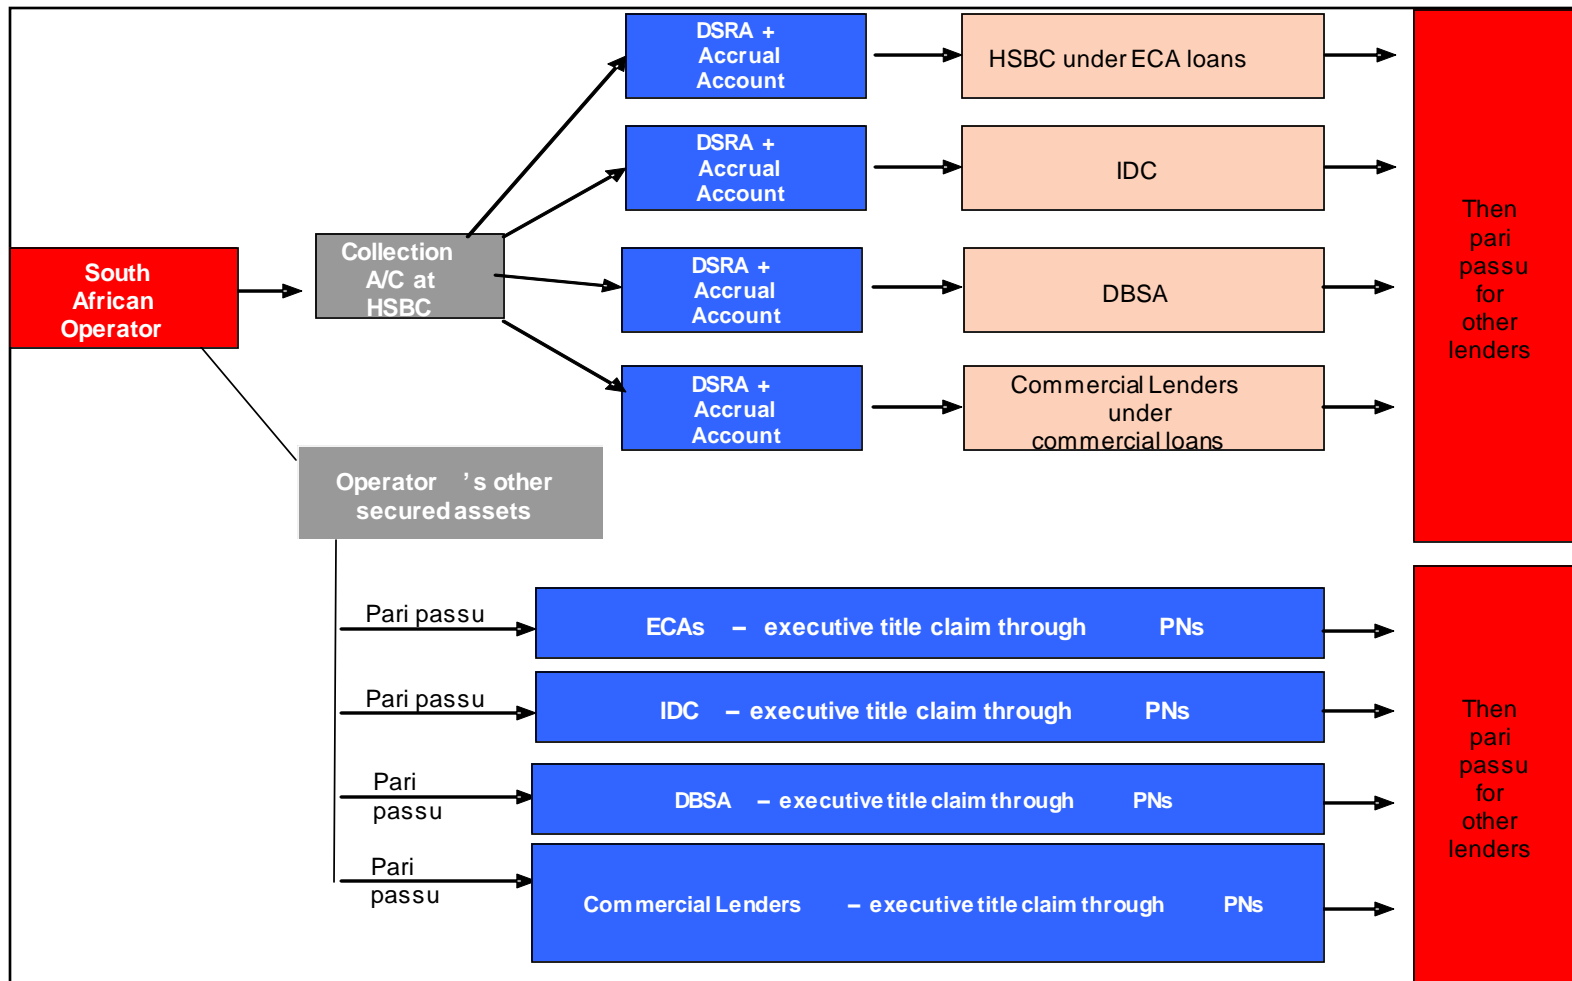 DSRA +
Accrual
Account
HSBC under ECA loans
DSRA +
Accrual
Account
IDC
South
African
Operator
Collection
A/C at
HSBC
DSRA +
Accrual
Account
DBSA
DSRA +
Accrual
Account
Commercial Lenders
under
commercial loans
Then
pari
passu
for
other
lenders
Operator 's other
secured assets
Pari passu
ECAs – executive title claim through PNs
Pari passu
IDC – executive title claim through PNs
Pari
passu
DBSA – executive title claim through PNs
Pari
passu
Commercial Lenders – executive title claim through PNs
Then
pari
passu
for
other
lenders